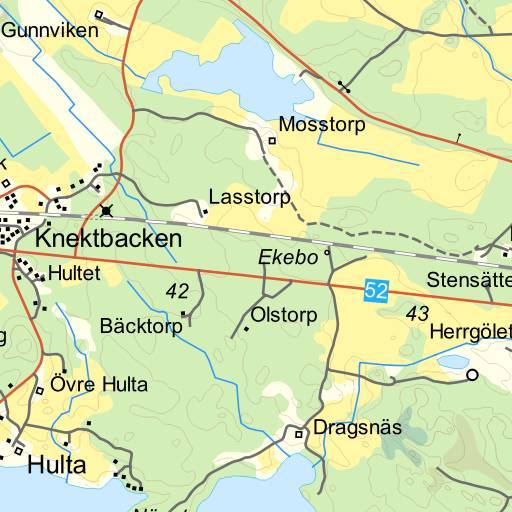 Gunnviken
Mosstorp
Lasstorp
Knektbacken
Ekebo
Hultet
42
52
Stensätte
Bäcktorp
Olstorp
43
Herrgölet
Övre Hulta
Dragsnäs
Hulta